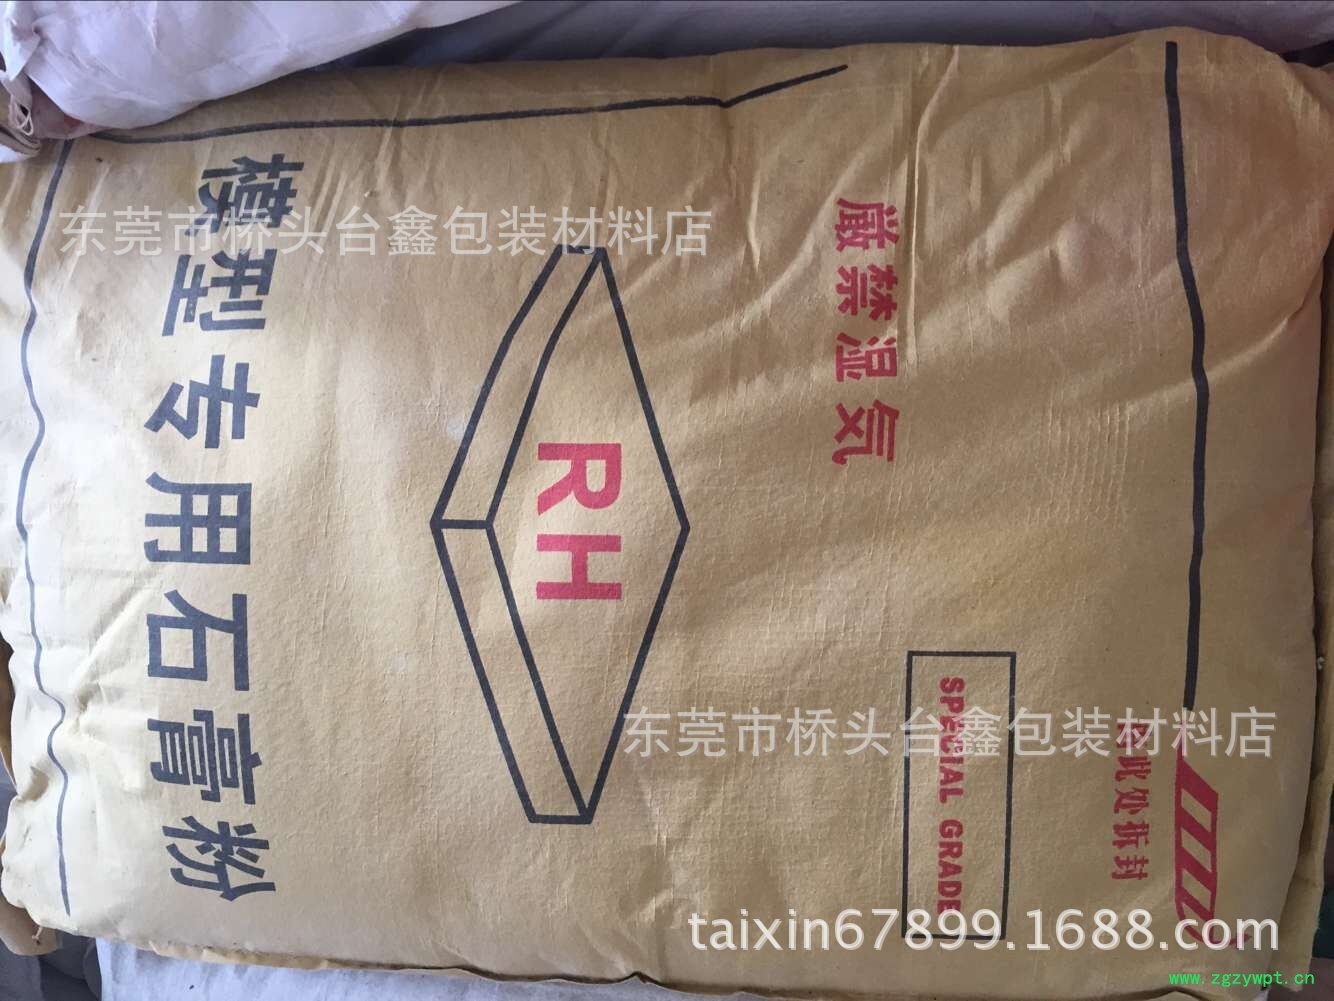 此处拆封
SPECIAL GRADE
厳禁湿気
RH
模型专用石膏粉
东莞市桥头台鑫包装材料店
东莞市桥头台鑫包装材料店
taixin67899.1688.com
www.zgzywpt.cn